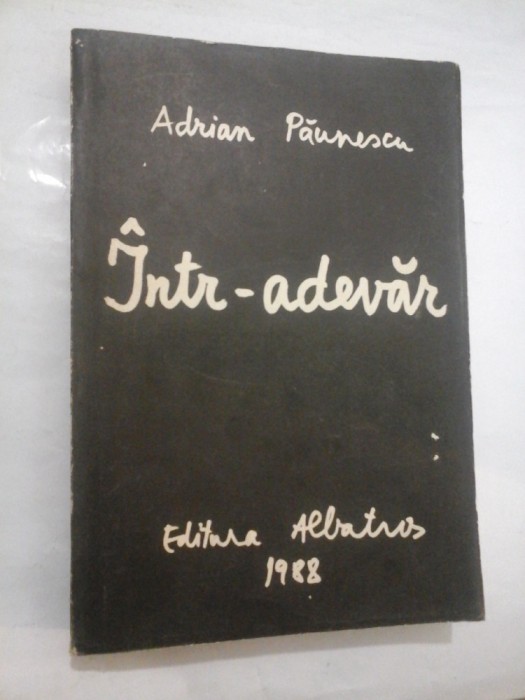 Adrian Păunescu
Într-adevăr
Editura Albatros
1988